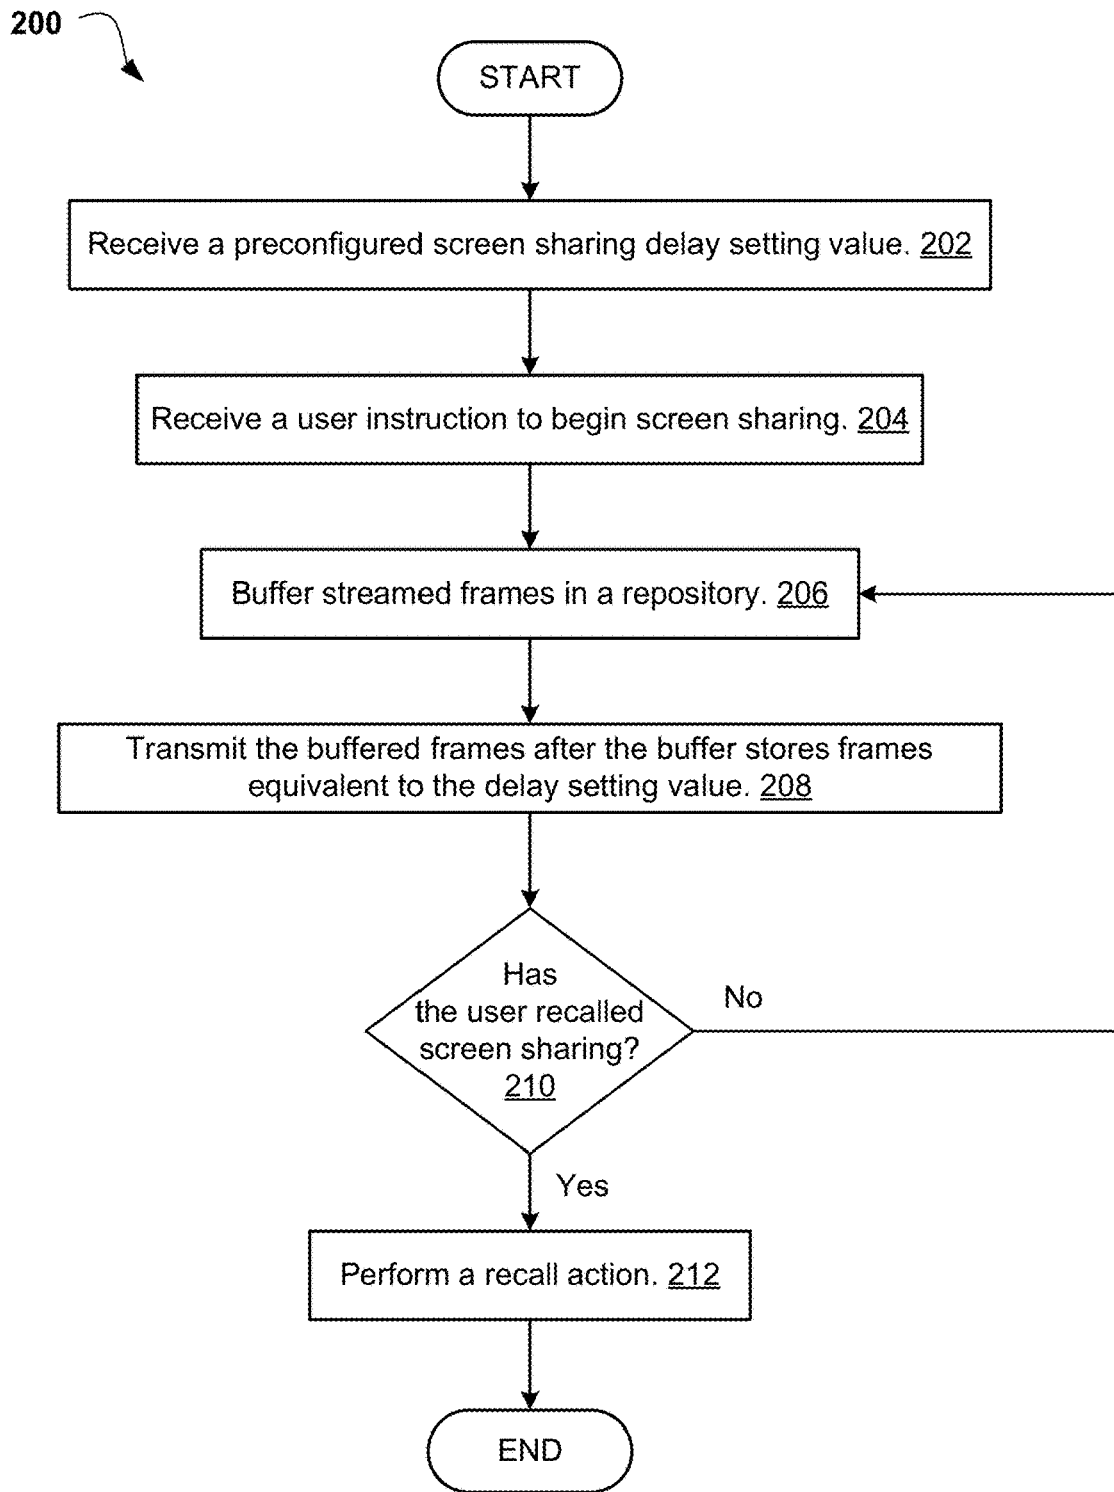 200
START
Receive a preconfigured screen sharing delay setting value. 202
Receive a user instruction to begin screen sharing. 204
Buffer streamed frames in a repository. 206
Transmit the buffered frames after the buffer stores frames
equivalent to the delay setting value. 208
Has
the user recalled
screen sharing?
210
No
Yes
Perform a recall action. 212
END